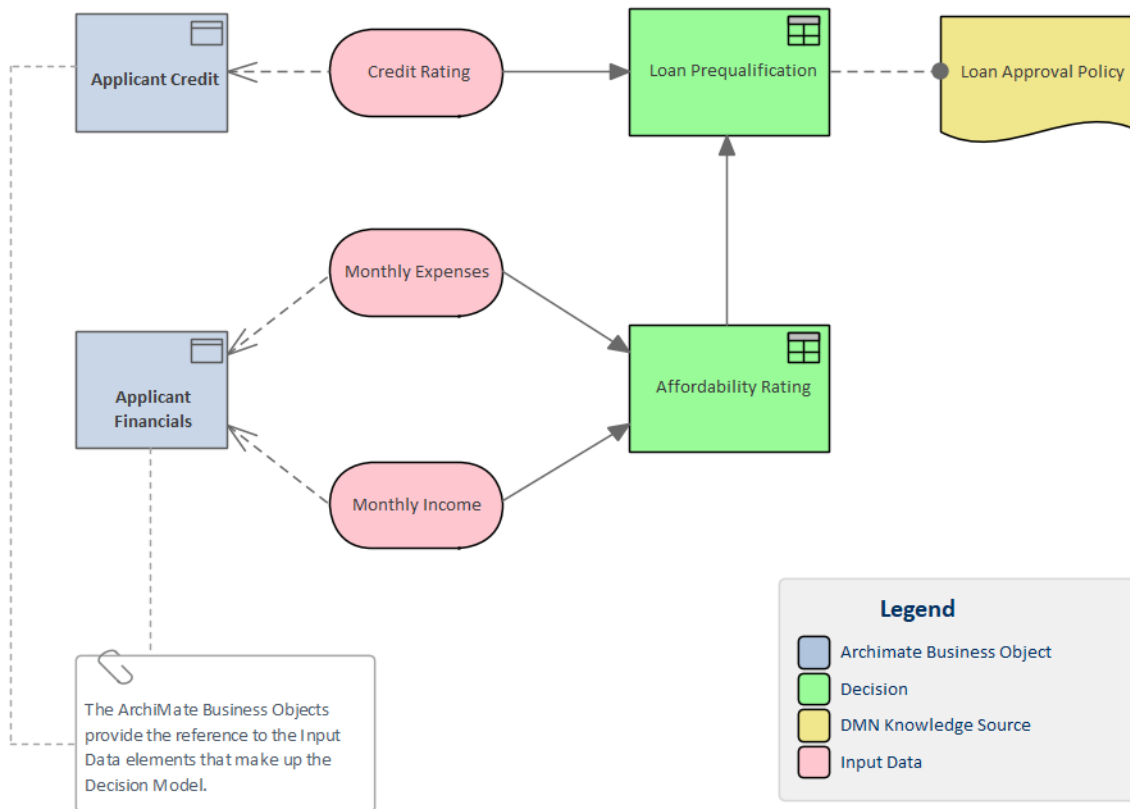 Applicant Credit
Credit Rating
Loan Prequalification
Loan Approval Policy
Monthly Expenses
Applicant
Financials
Affordability Rating
Monthly Income
The ArchiMate Business Objects
provide the reference to the Input
Data elements that make up the
Decision Model.
Legend
Archimate Business Object
Decision
DMN Knowledge Source
Input Data